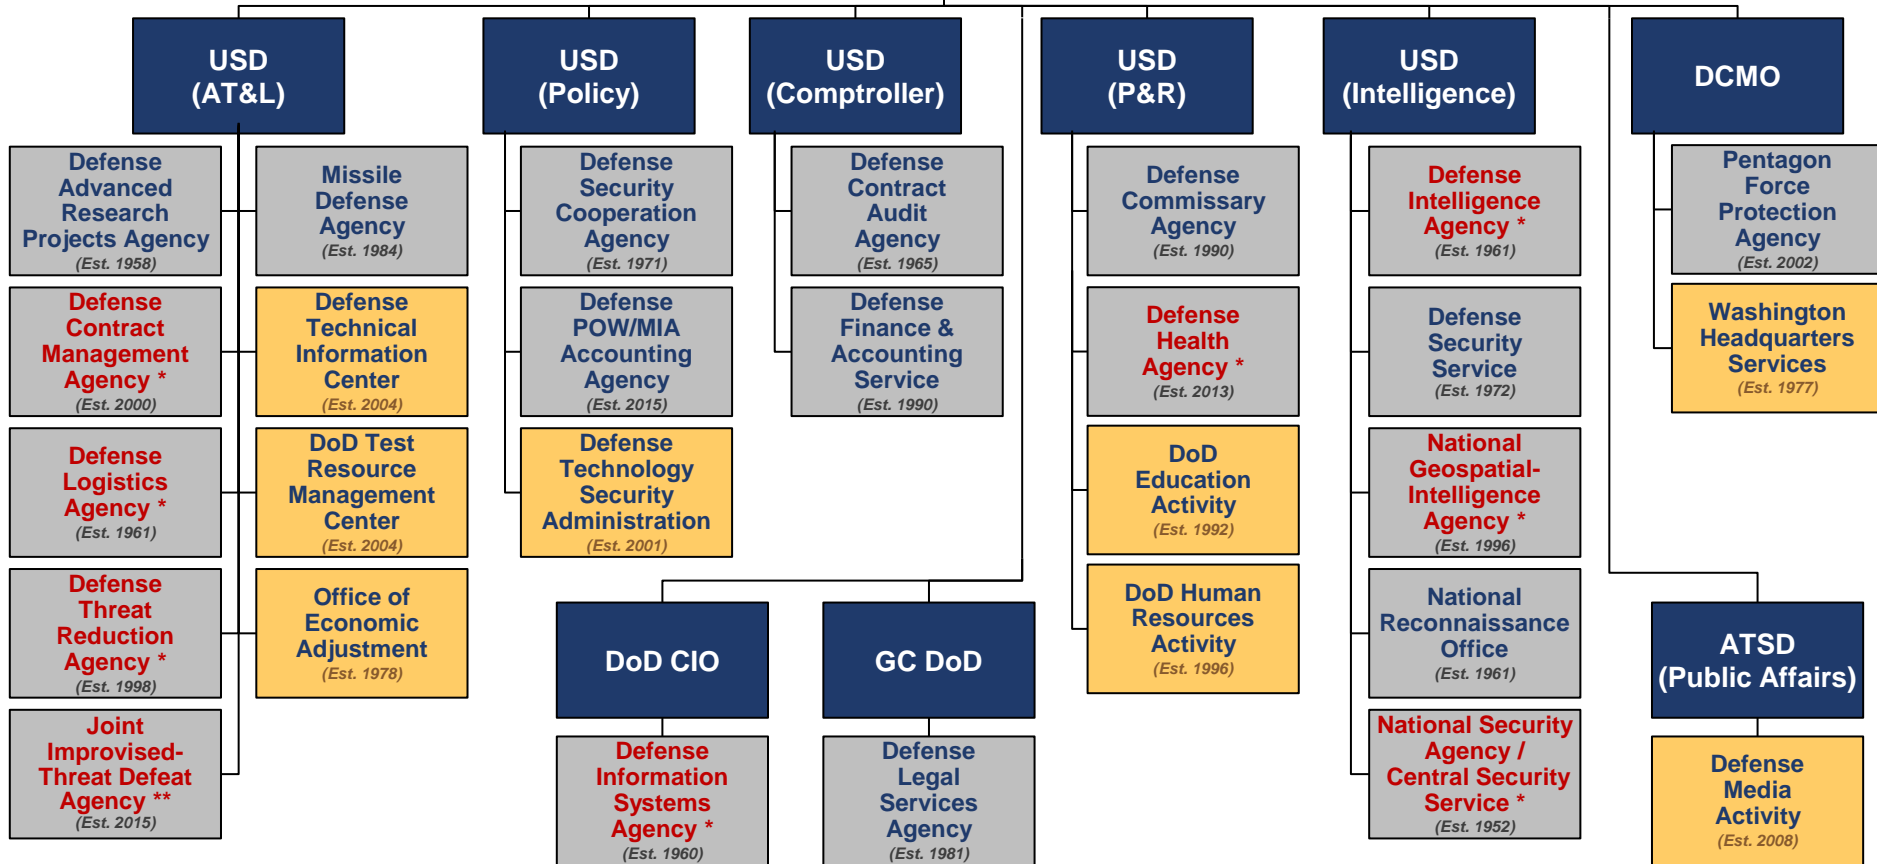 USD
(AT&L)
USD
(Policy)
USD
(Comptroller)
USD
(P&R)
USD
(Intelligence)
DCMO
Defense
Advanced
Research
Projects Agency
(Est. 1958)
Missile
Defense
Agency
(Est. 1984)
Defense
Contract
Management
Agency *
(Est. 2000)
Defense
Technical
Information
Center
(Est. 2004)
Defense
Logistics
Agency *
(Est. 1961)
DoD Test
Resource
Management
Center
(Est. 2004)
Defense
Threat
Reduction
Agency *
(Est. 1998)
Office of
Economic
Adjustment
(Est. 1978)
Joint
Improvised-
Threat Defeat
Agency **
(Est. 2015)
Defense
Security
Cooperation
Agency
(Est. 1971)
Defense
POW/MIA
Accounting
Agency
(Est. 2015)
Defense
Technology
Security
Administration
(Est. 2001)
Defense
Contract
Audit
Agency
(Est. 1965)
Defense
Finance &
Accounting
Service
(Est. 1990)
DoD CIO
Defense
Information
Systems
Agency *
(Est. 1960)
GC DoD
Defense
Legal
Services
Agency
(Est. 1981)
Defense
Commissary
Agency
(Est. 1990)
Defense
Health
Agency *
(Est. 2013)
DoD
Education
Activity
(Est. 1992)
DoD Human
Resources
Activity
(Est. 1996)
Defense
Intelligence
Agency *
(Est. 1961)
Defense
Security
Service
(Est. 1972)
National
Geospatial-
Intelligence
Agency *
(Est. 1996)
National
Reconnaissance
Office
(Est. 1961)
National Security
Agency /
Central Security
Service *
(Est. 1952)
Pentagon
Force
Protection
Agency
(Est. 2002)
Washington
Headquarters
Services
(Est. 1977)
ATSD
(Public Affairs)
Defense
Media
Activity
(Est. 2008)